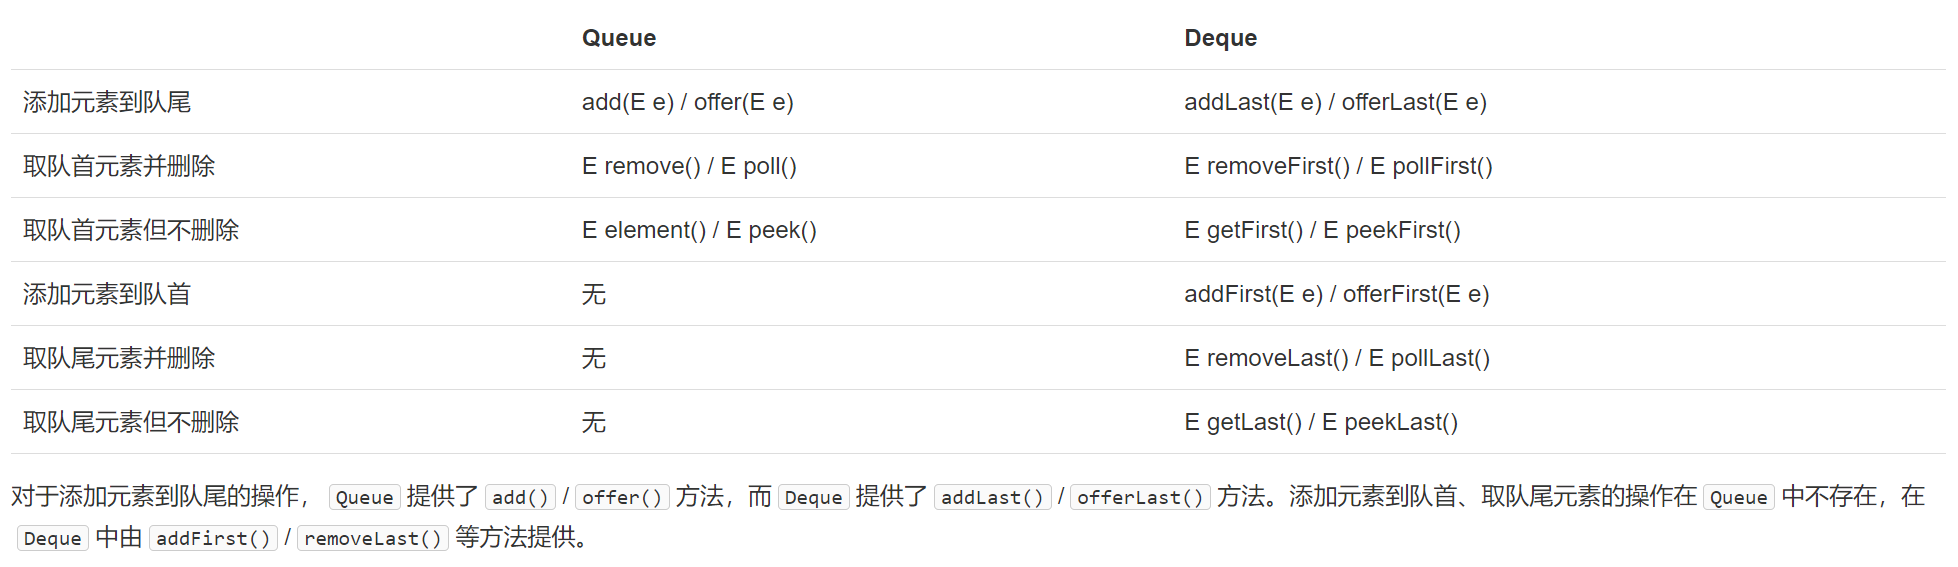 Queue Deque
添加元素到队尾 add(E e) / offer(E e) addLast(E e) / offerLast(E e)
取队首元素并删除 E remove() / E poll() E removeFirst() / E pollFirst()
取队首元素但不删除 E element() / E peek() E getFirst() / E peekFirst()
添加元素到队首 无 addFirst(E e) / offerFirst(E e)
取队尾元素并删除 无 E removeLast() / E pollLast()
取队尾元素但不删除 无 E getLast() / E peekLast()
对于添加元素到队尾的操作， Queue 提供了 add() / offer() 方法，而 Deque 提供了 addLast() / offerLast() 方法。添加元素到队首、取队尾元素的操作在 Queue 中不存在，在
Deque 中由 addFirst() / removeLast() 等方法提供。